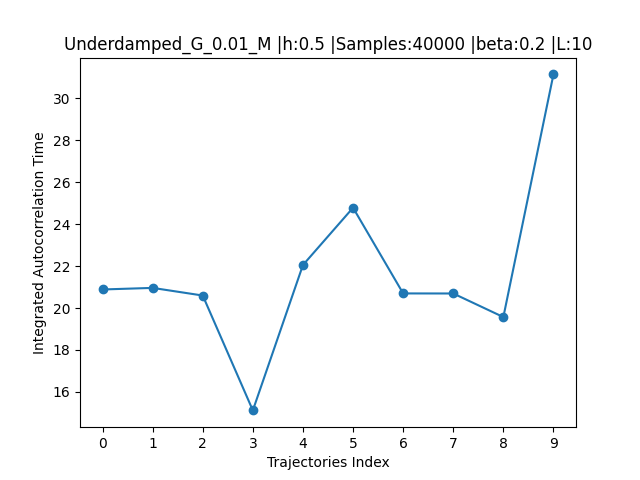 Underdamped_G_0.01_M |h:0.5 |Samples:40000 |beta:0.2 |L:10
Integrated Autocorrelation Time
30
28
26
24
22
20
18
16
0 1 2 3 4 5 6 7 8 9
Trajectories Index